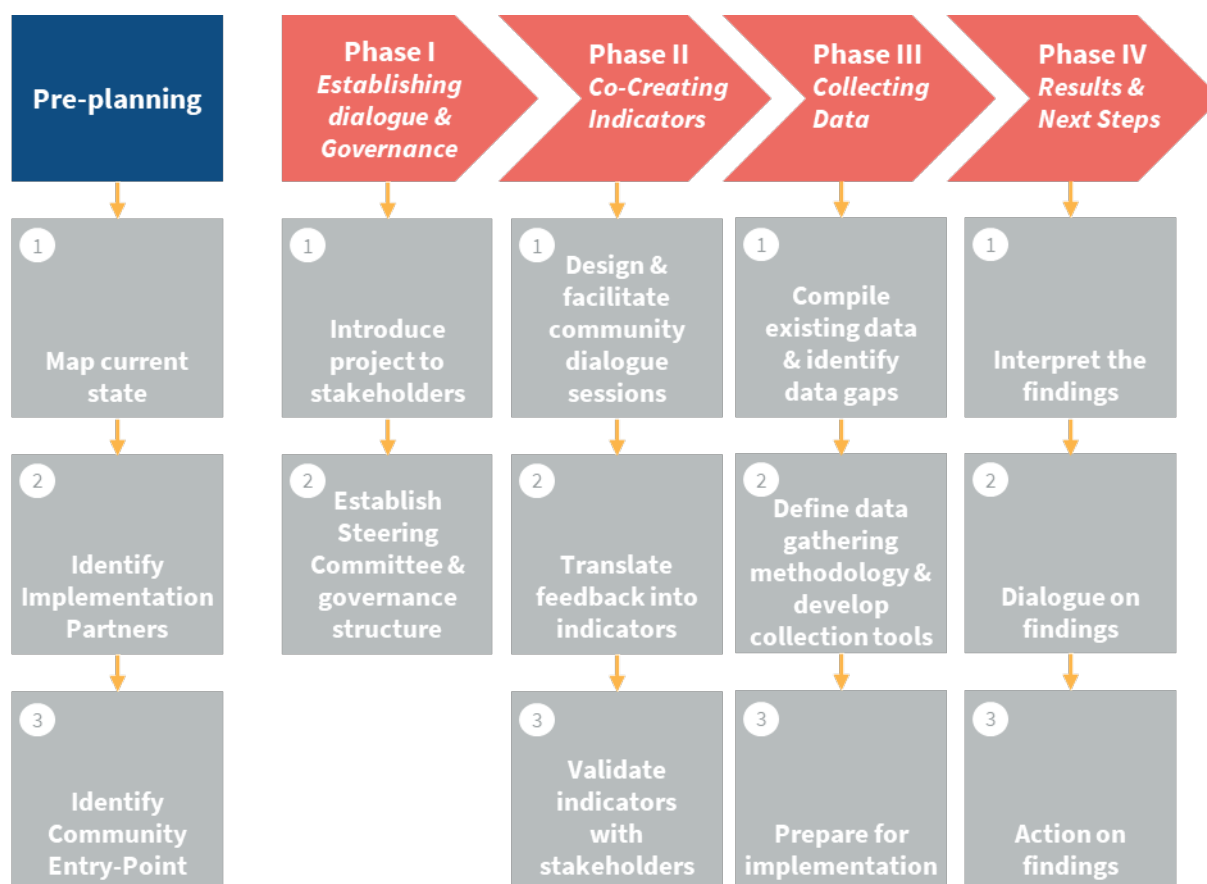 Pre-planning
Phase I
Establishing
dialogue &
Governance
Phase II
Co-Creating
Indicators
Phase III
Collecting
Data
Phase IV
Results &
Next Steps
1
Map current
state
2
Identify
Implementation
Partners
3
Identify
Community
Entry-Point
1
Introduce
project to
stakeholders
2
Establish
Steering
Committee &
governance
structure
1
Design &
facilitate
community
dialogue
sessions
2
Translate
feedback into
indicators
3
Validate
indicators
with
stakeholders
1
Compile
existing data
& identify
data gaps
2
Define data
gathering
methodology &
develop
collection tools
3
Prepare for
implementation
1
Interpret the
findings
2
Dialogue on
findings
3
Action on
findings